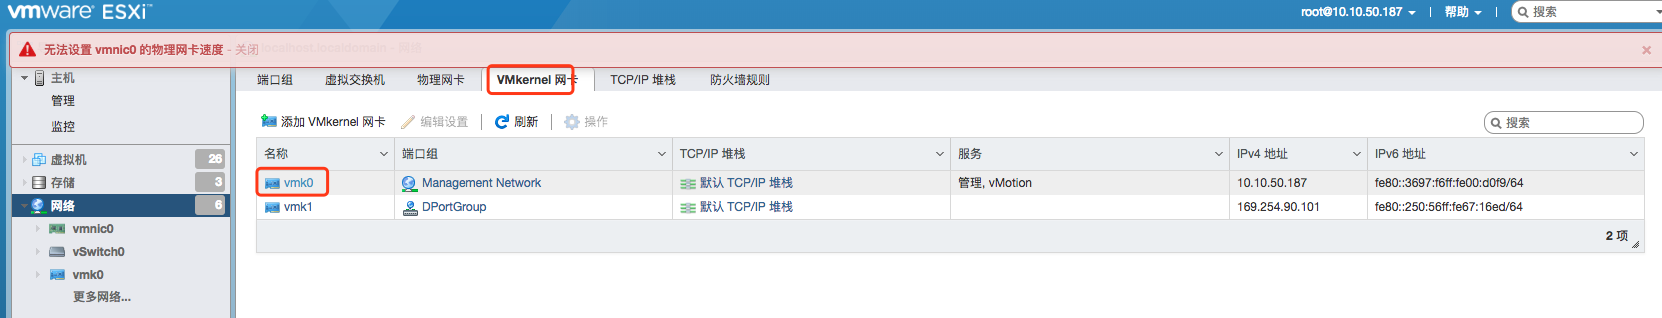 vmware ESXi™
root@10.10.50.187
帮助
搜索
无法设置 vmnic0 的物理网卡速度 - 关闭
localhost.localdomain - 网络
主机
管理
监控
虚拟机 26
存储 3
网络 6
vmnic0
vSwitch0
vmk0
更多网络...
端口组 虚拟交换机 物理网卡 VMkernel 网卡 TCP/IP 堆栈 防火墙规则
添加 VMkernel 网卡 编辑设置 刷新 操作
搜索
名称 端口组 TCP/IP 堆栈 服务 IPv4 地址 IPv6 地址
vmk0 Management Network 默认 TCP/IP 堆栈 管理, vMotion 10.10.50.187 fe80::3697:f6ff:fe00:d0f9/64
vmk1 DPortGroup 默认 TCP/IP 堆栈 169.254.90.101 fe80::250:56ff:fe67:16ed/64
2 项